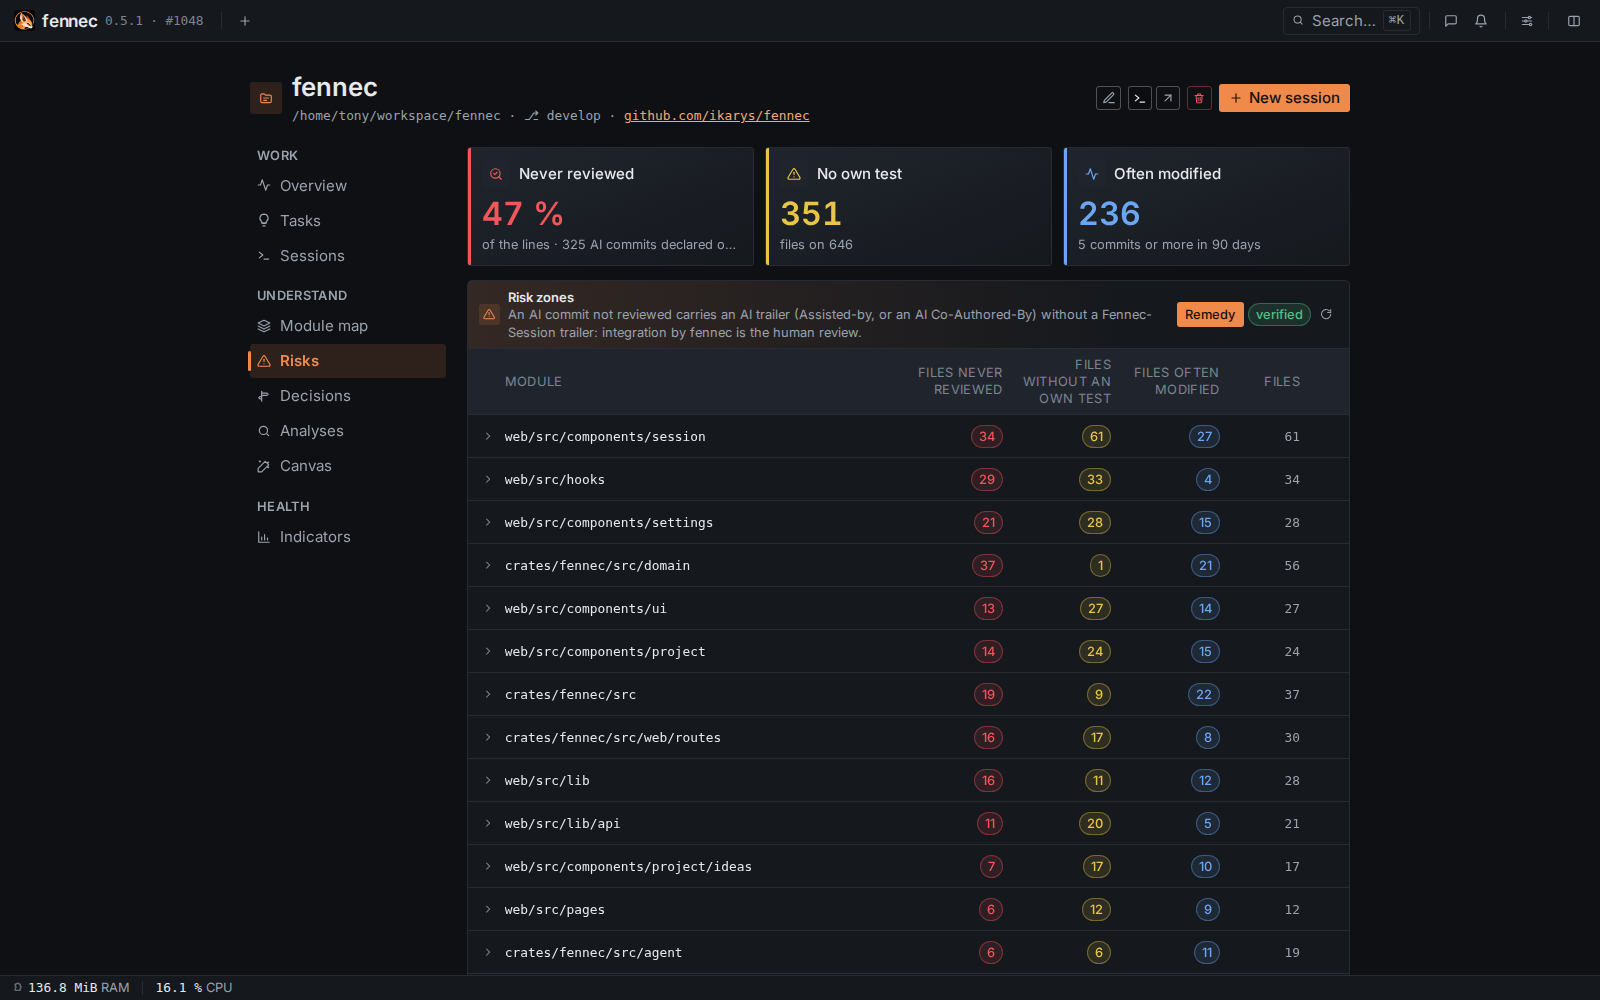 fennec 0.5.1 · #1048 + Search... ⌘K
fennec
/home/tony/workspace/fennec · ⎇ develop · github.com/ikarys/fennec
+ New session
WORK
Overview
Tasks
Sessions
UNDERSTAND
Module map
Risks
Decisions
Analyses
Canvas
HEALTH
Indicators
Never reviewed
47 %
of the lines · 325 AI commits declared o...
No own test
351
files on 646
Often modified
236
5 commits or more in 90 days
Risk zones
An AI commit not reviewed carries an AI trailer (Assisted-by, or an AI Co-Authored-By) without a Fennec-
Session trailer: integration by fennec is the human review.
Remedy verified
MODULE
FILES NEVER
REVIEWED
FILES
WITHOUT AN
OWN TEST
FILES OFTEN
MODIFIED
FILES
web/src/components/session 34 61 27 61
web/src/hooks 29 33 4 34
web/src/components/settings 21 28 15 28
crates/fennec/src/domain 37 1 21 56
web/src/components/ui 13 27 14 27
web/src/components/project 14 24 15 24
crates/fennec/src 19 9 22 37
crates/fennec/src/web/routes 16 17 8 30
web/src/lib 16 11 12 28
web/src/lib/api 11 20 5 21
web/src/components/project/ideas 7 17 10 17
web/src/pages 6 12 9 12
crates/fennec/src/agent 6 6 11 19
136.8 MiB RAM 16.1 % CPU